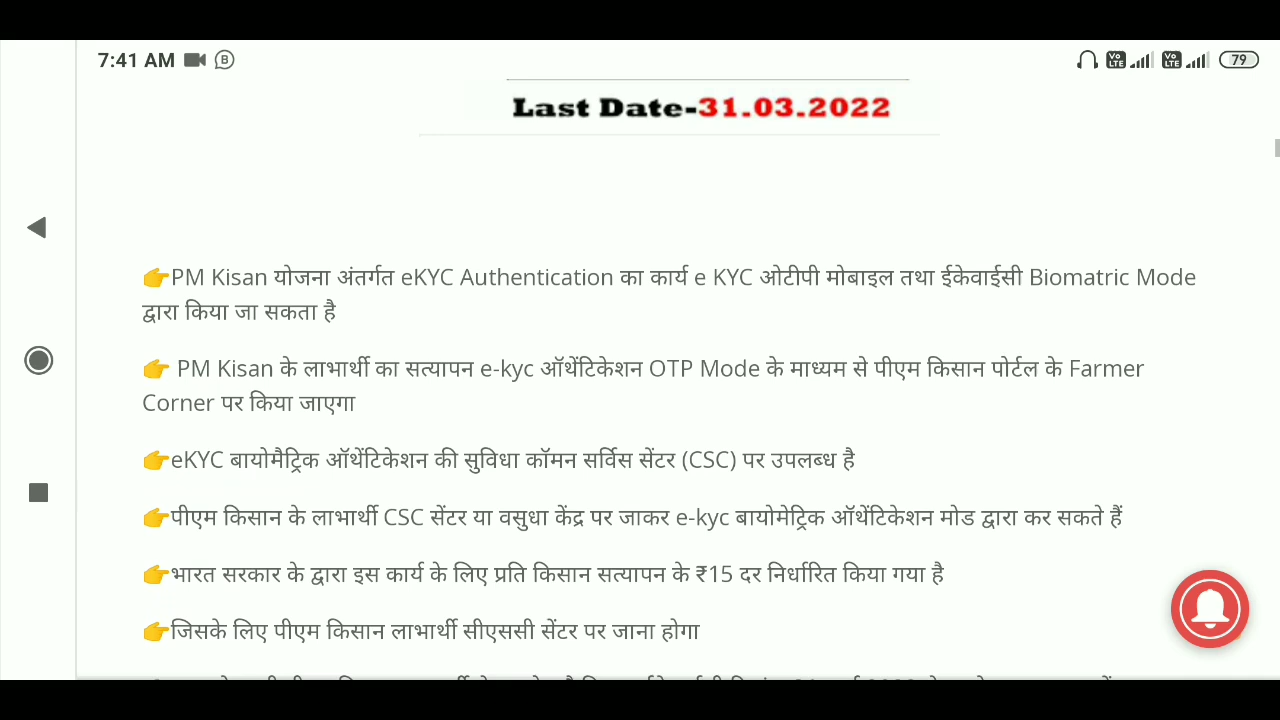 7:41 AM
79
Last Date-31.03.2022
👉PM Kisan योजना अंतर्गत eKYC Authentication का कार्य e KYC ओटीपी मोबाइल तथा ईकेवाईसी Biomatric Mode
द्वारा किया जा सकता है
👉 PM Kisan के लाभार्थी का सत्यापन e-kyc ऑथेंटिकेशन OTP Mode के माध्यम से पीएम किसान पोर्टल के Farmer
Corner पर किया जाएगा
👉eKYC बायोमैट्रिक ऑथेंटिकेशन की सुविधा कॉमन सर्विस सेंटर (CSC) पर उपलब्ध है
👉पीएम किसान के लाभार्थी CSC सेंटर या वसुधा केंद्र पर जाकर e-kyc बायोमेट्रिक ऑथेंटिकेशन मोड द्वारा कर सकते हैं
👉भारत सरकार के द्वारा इस कार्य के लिए प्रति किसान सत्यापन के ₹15 दर निर्धारित किया गया है
👉जिसके लिए पीएम किसान लाभार्थी सीएससी सेंटर पर जाना होगा